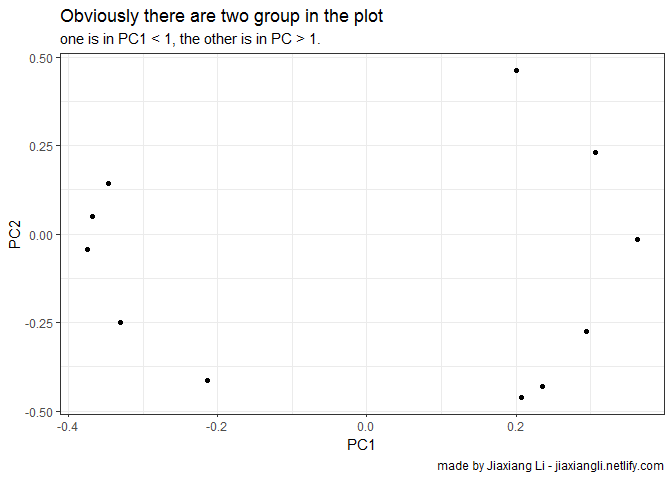 Obviously there are two group in the plot
one is in PC1 < 1, the other is in PC > 1.
0.50
0.25
0.00
-0.25
-0.50
PC2
-0.4
-0.2
0.0
0.2
PC1
made by Jiaxiang Li - jiaxiangli.netlify.com